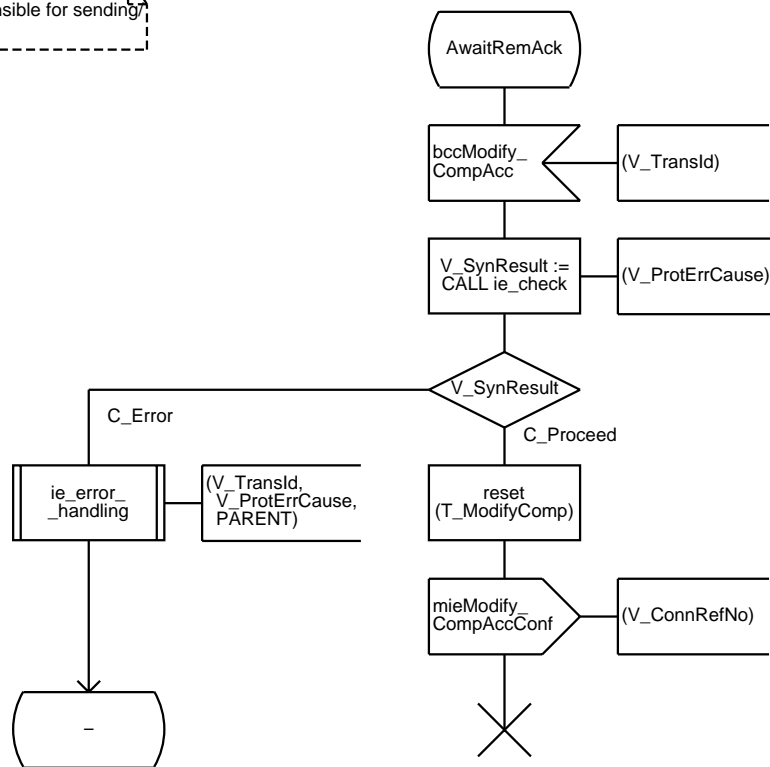 sible for sending/
AwaitRemAck
bccModify_
CompAcc
(V_TransId)
V_SynResult :=
CALL ie_check
(V_ProtErrCause)
V_SynResult
C_Error
C_Proceed
ie_error_
_handling
(V_TransId,
V_ProtErrCause,
PARENT)
reset
(T_ModifyComp)
mieModify_
CompAccConf
(V_ConnRefNo)
–